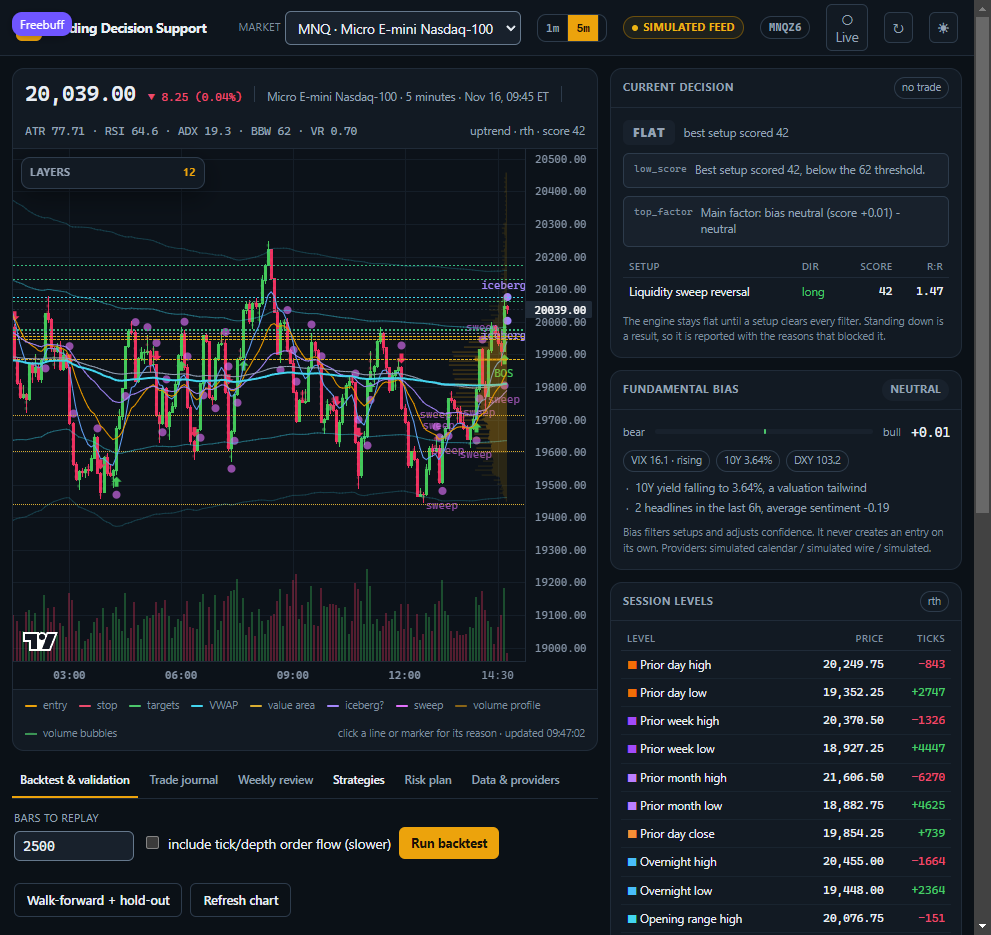 Freebuff
ding Decision Support
MARKET
MNQ · Micro E-mini Nasdaq-100
1m
5m
SIMULATED FEED
MNQZ6
Live
20,039.00 ▼ 8.25 (0.04%) Micro E-mini Nasdaq-100 · 5 minutes · Nov 16, 09:45 ET
ATR 77.71 · RSI 64.6 · ADX 19.3 · BBW 62 · VR 0.70
uptrend · rth · score 42
LAYERS 12
20500.00
20400.00
20300.00
20200.00
20100.00
20039.00
20000.00
19900.00
19800.00
19700.00
19600.00
19500.00
19400.00
19300.00
19200.00
19100.00
19000.00
iceberg
BOS
sweep
sweep
sweep
sweep
03:00 06:00 09:00 12:00 14:30
entry stop targets VWAP value area iceberg? sweep volume profile
volume bubbles
click a line or marker for its reason · updated 09:47:02
Backtest & validation Trade journal Weekly review Strategies Risk plan Data & providers
BARS TO REPLAY
2500
include tick/depth order flow (slower)
Run backtest
Walk-forward + hold-out
Refresh chart
CURRENT DECISION
no trade
FLAT best setup scored 42
low_score Best setup scored 42, below the 62 threshold.
top_factor Main factor: bias neutral (score +0.01) -
neutral
SETUP DIR SCORE R:R
Liquidity sweep reversal long 42 1.47
The engine stays flat until a setup clears every filter. Standing down is
a result, so it is reported with the reasons that blocked it.
FUNDAMENTAL BIAS
NEUTRAL
bear bull +0.01
VIX 16.1 · rising
10Y 3.64%
DXY 103.2
· 10Y yield falling to 3.64%, a valuation tailwind
· 2 headlines in the last 6h, average sentiment -0.19
Bias filters setups and adjusts confidence. It never creates an entry on
its own. Providers: simulated calendar / simulated wire / simulated.
SESSION LEVELS
rth
LEVEL PRICE TICKS
Prior day high 20,249.75 −843
Prior day low 19,352.25 +2747
Prior week high 20,370.50 −1326
Prior week low 18,927.25 +4447
Prior month high 21,606.50 −6270
Prior month low 18,882.75 +4625
Prior day close 19,854.25 +739
Overnight high 20,455.00 −1664
Overnight low 19,448.00 +2364
Opening range high 20,076.75 −151